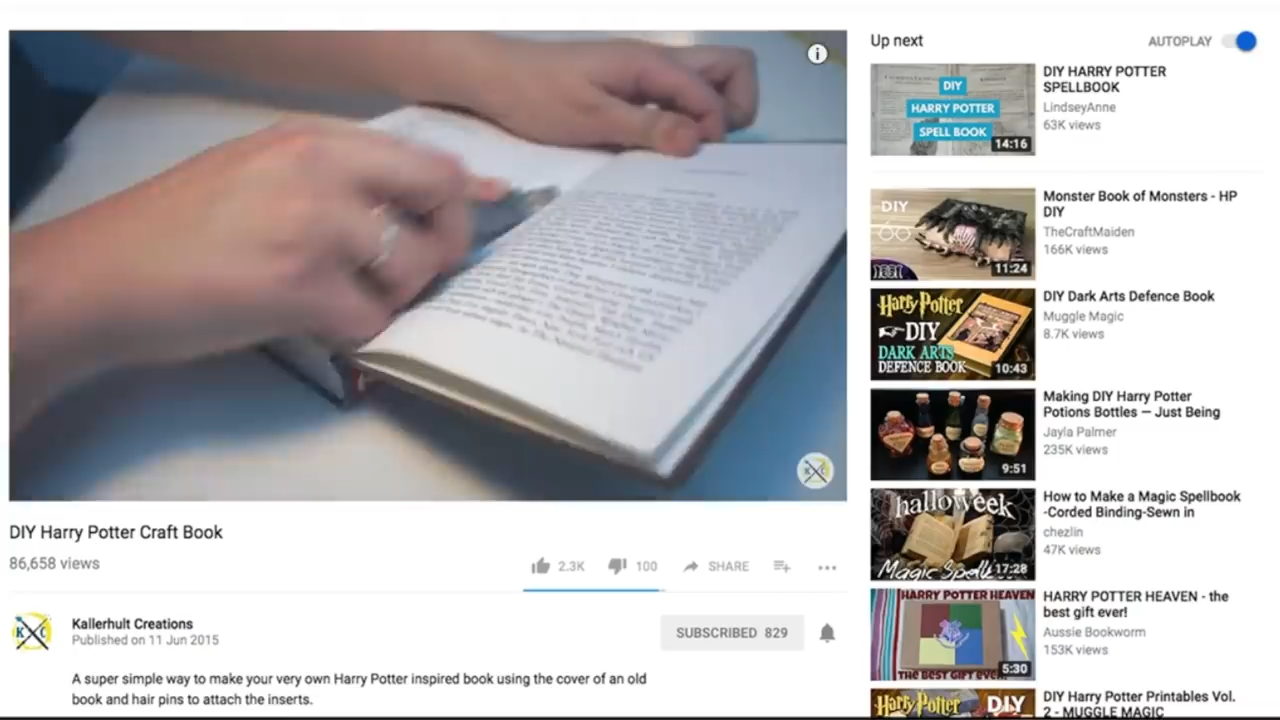 Up next
AUTOPLAY
DIY
HARRY POTTER
SPELL BOOK
14:16
DIY HARRY POTTER
SPELLBOOK
LindseyAnne
63K views
DIY
11:24
Monster Book of Monsters - HP
DIY
TheCraftMaiden
166K views
Harry Potter
DIY
DARK ARTS
DEFENCE BOOK
10:43
DIY Dark Arts Defence Book
Muggle Magic
8.7K views
9:51
Making DIY Harry Potter
Potions Bottles — Just Being
Jayla Palmer
235K views
halloweek
17:28
How to Make a Magic Spellbook
-Corded Binding-Sewn in
chezlin
47K views
HARRY POTTER HEAVEN
5:30
HARRY POTTER HEAVEN - the
best gift ever!
Aussie Bookworm
153K views
Harry Potter DIY
DIY Harry Potter Printables Vol.
2 - MUGGLE MAGIC
DIY Harry Potter Craft Book
86,658 views
2.3K
100
SHARE
K C
Kallerhult Creations
Published on 11 Jun 2015
SUBSCRIBED 829
A super simple way to make your very own Harry Potter inspired book using the cover of an old
book and hair pins to attach the inserts.